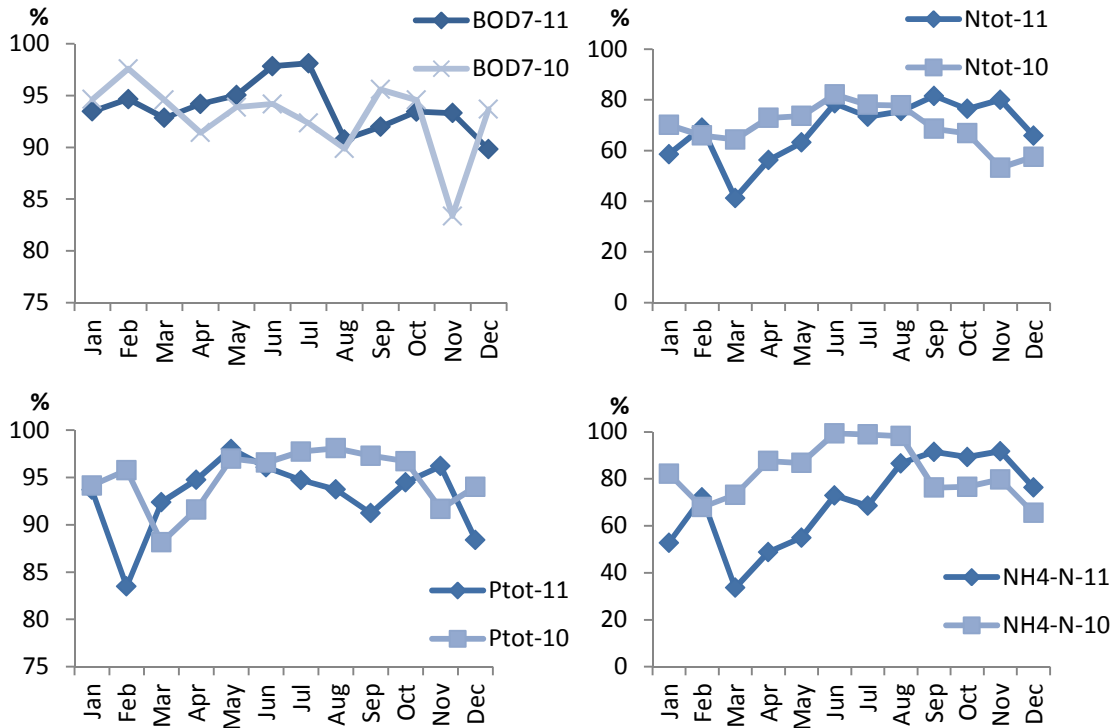 %
BOD7-11
BOD7-10
100
95
90
85
80
75
Jan Feb Mar Apr May Jun Jul Aug Sep Oct Nov Dec
%
Ntot-11
Ntot-10
100
80
60
40
20
0
Jan Feb Mar Apr May Jun Jul Aug Sep Oct Nov Dec
%
100
95
90
85
80
75
Ptot-11
Ptot-10
Jan Feb Mar Apr May Jun Jul Aug Sep Oct Nov Dec
%
100
80
60
40
20
0
NH4-N-11
NH4-N-10
Jan Feb Mar Apr May Jun Jul Aug Sep Oct Nov Dec